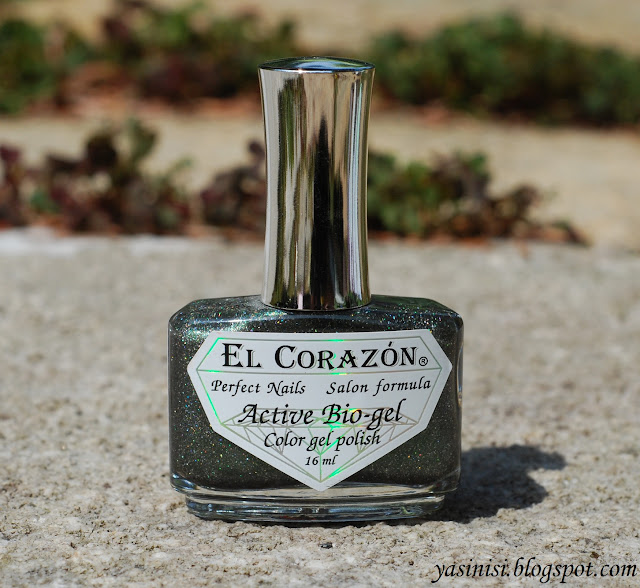 EL CORAZÓN®
Perfect Nails Salon formula
Active Bio-gel
Color gel polish
16 ml
yasinisi.blogspot.com